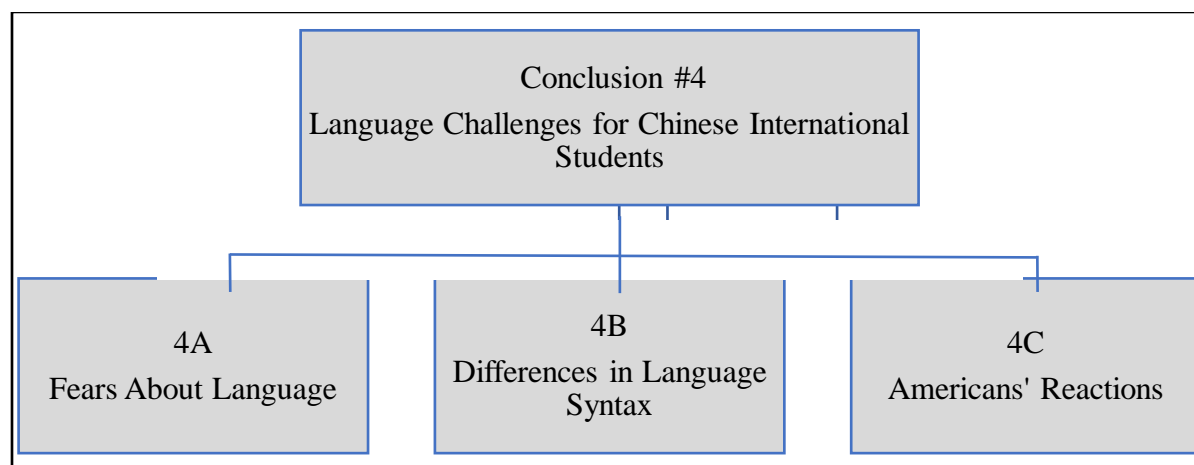 Conclusion #4
Language Challenges for Chinese International
Students
4A
Fears About Language
4B
Differences in Language
Syntax
4C
Americans' Reactions